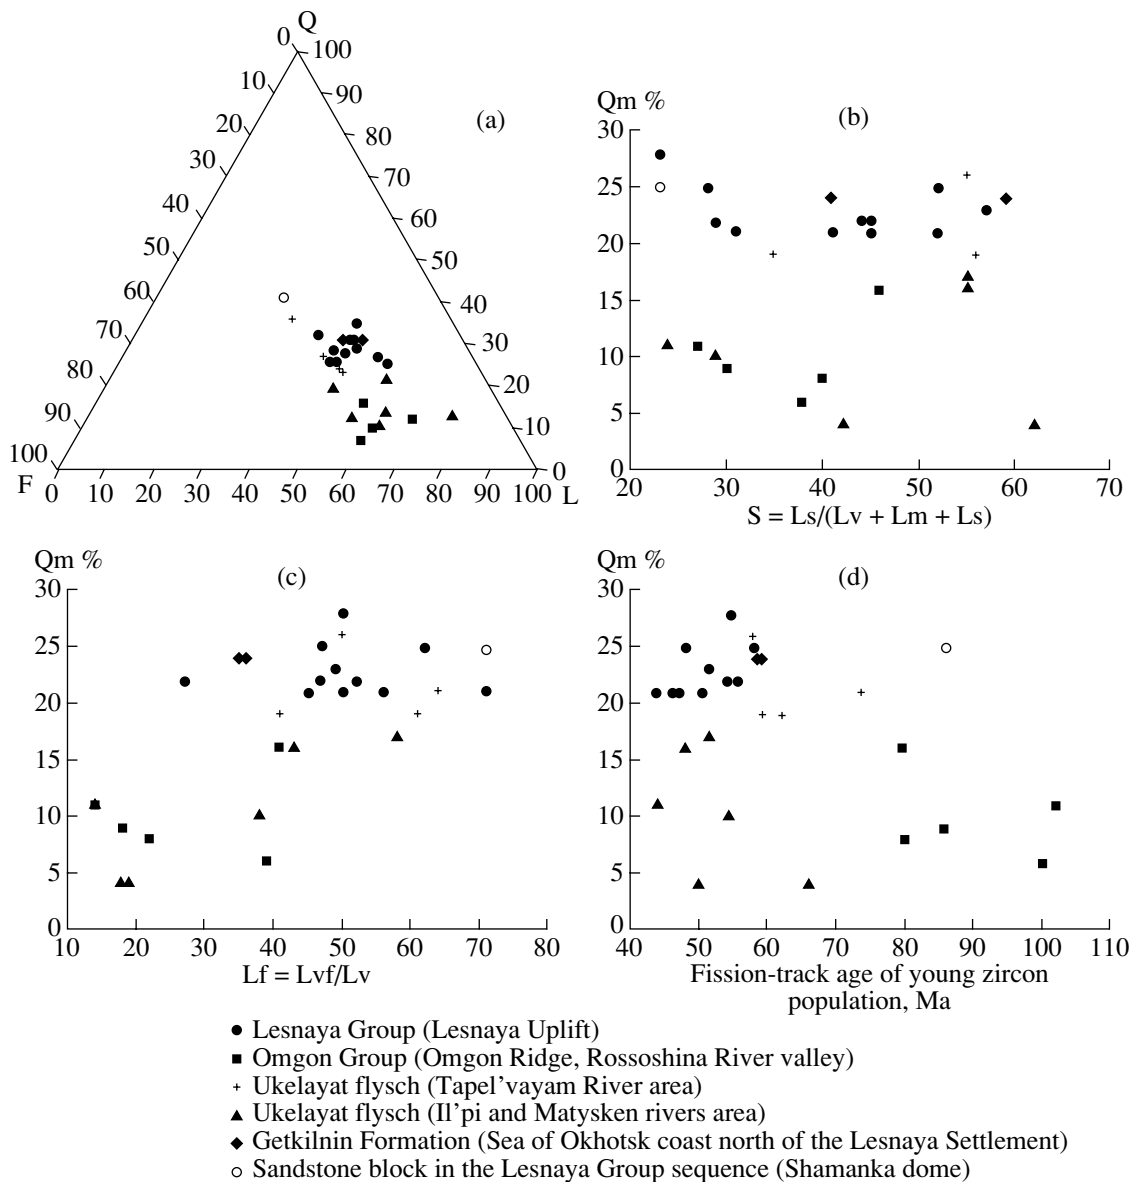 Q
0 100
10 90
(a)
20 80
30 70
40 60
50 50
60 40
70 30
80 20
90 10
100 0
F L
0 10 20 30 40 50 60 70 80 90 100
Qm %
(b)
30
25
20
15
10
5
0
20 30 40 50 60 70
S = Ls/(Lv + Lm + Ls)
Qm %
(c)
30
25
20
15
10
5
0
10 20 30 40 50 60 70 80
Lf = Lvf/Lv
Qm %
(d)
30
25
20
15
10
5
0
40 50 60 70 80 90 100 110
Fission-track age of young zircon
population, Ma
Lesnaya Group (Lesnaya Uplift)
Omgon Group (Omgon Ridge, Rossoshina River valley)
Ukelayat flysch (Tapel'vayam River area)
Ukelayat flysch (Il'pi and Matysken rivers area)
Getkilnin Formation (Sea of Okhotsk coast north of the Lesnaya Settlement)
Sandstone block in the Lesnaya Group sequence (Shamanka dome)